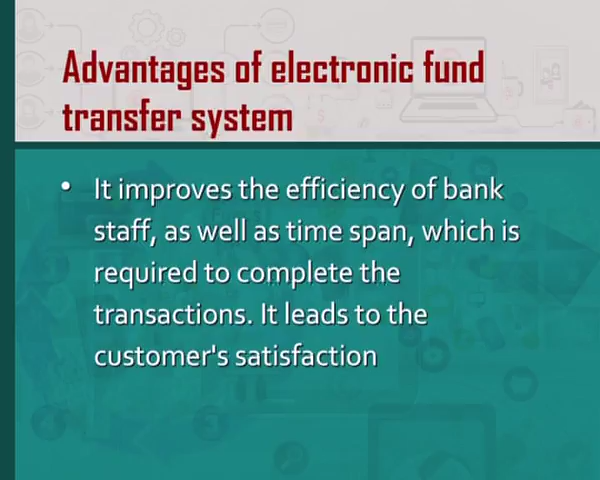 Advantages of electronic fund
transfer system
• It improves the efficiency of bank
staff, as well as time span, which is
required to complete the
transactions. It leads to the
customer's satisfaction